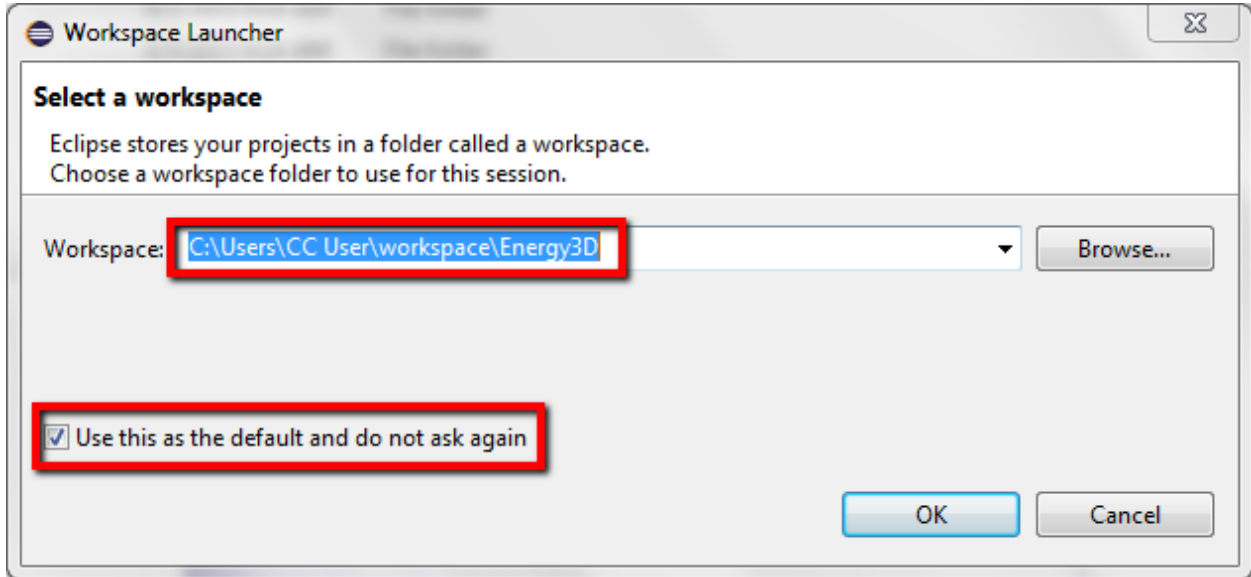 Workspace Launcher
Select a workspace
Eclipse stores your projects in a folder called a workspace.
Choose a workspace folder to use for this session.
Workspace: C:\Users\CC User\workspace\Energy3D Browse...
Use this as the default and do not ask again
OK Cancel